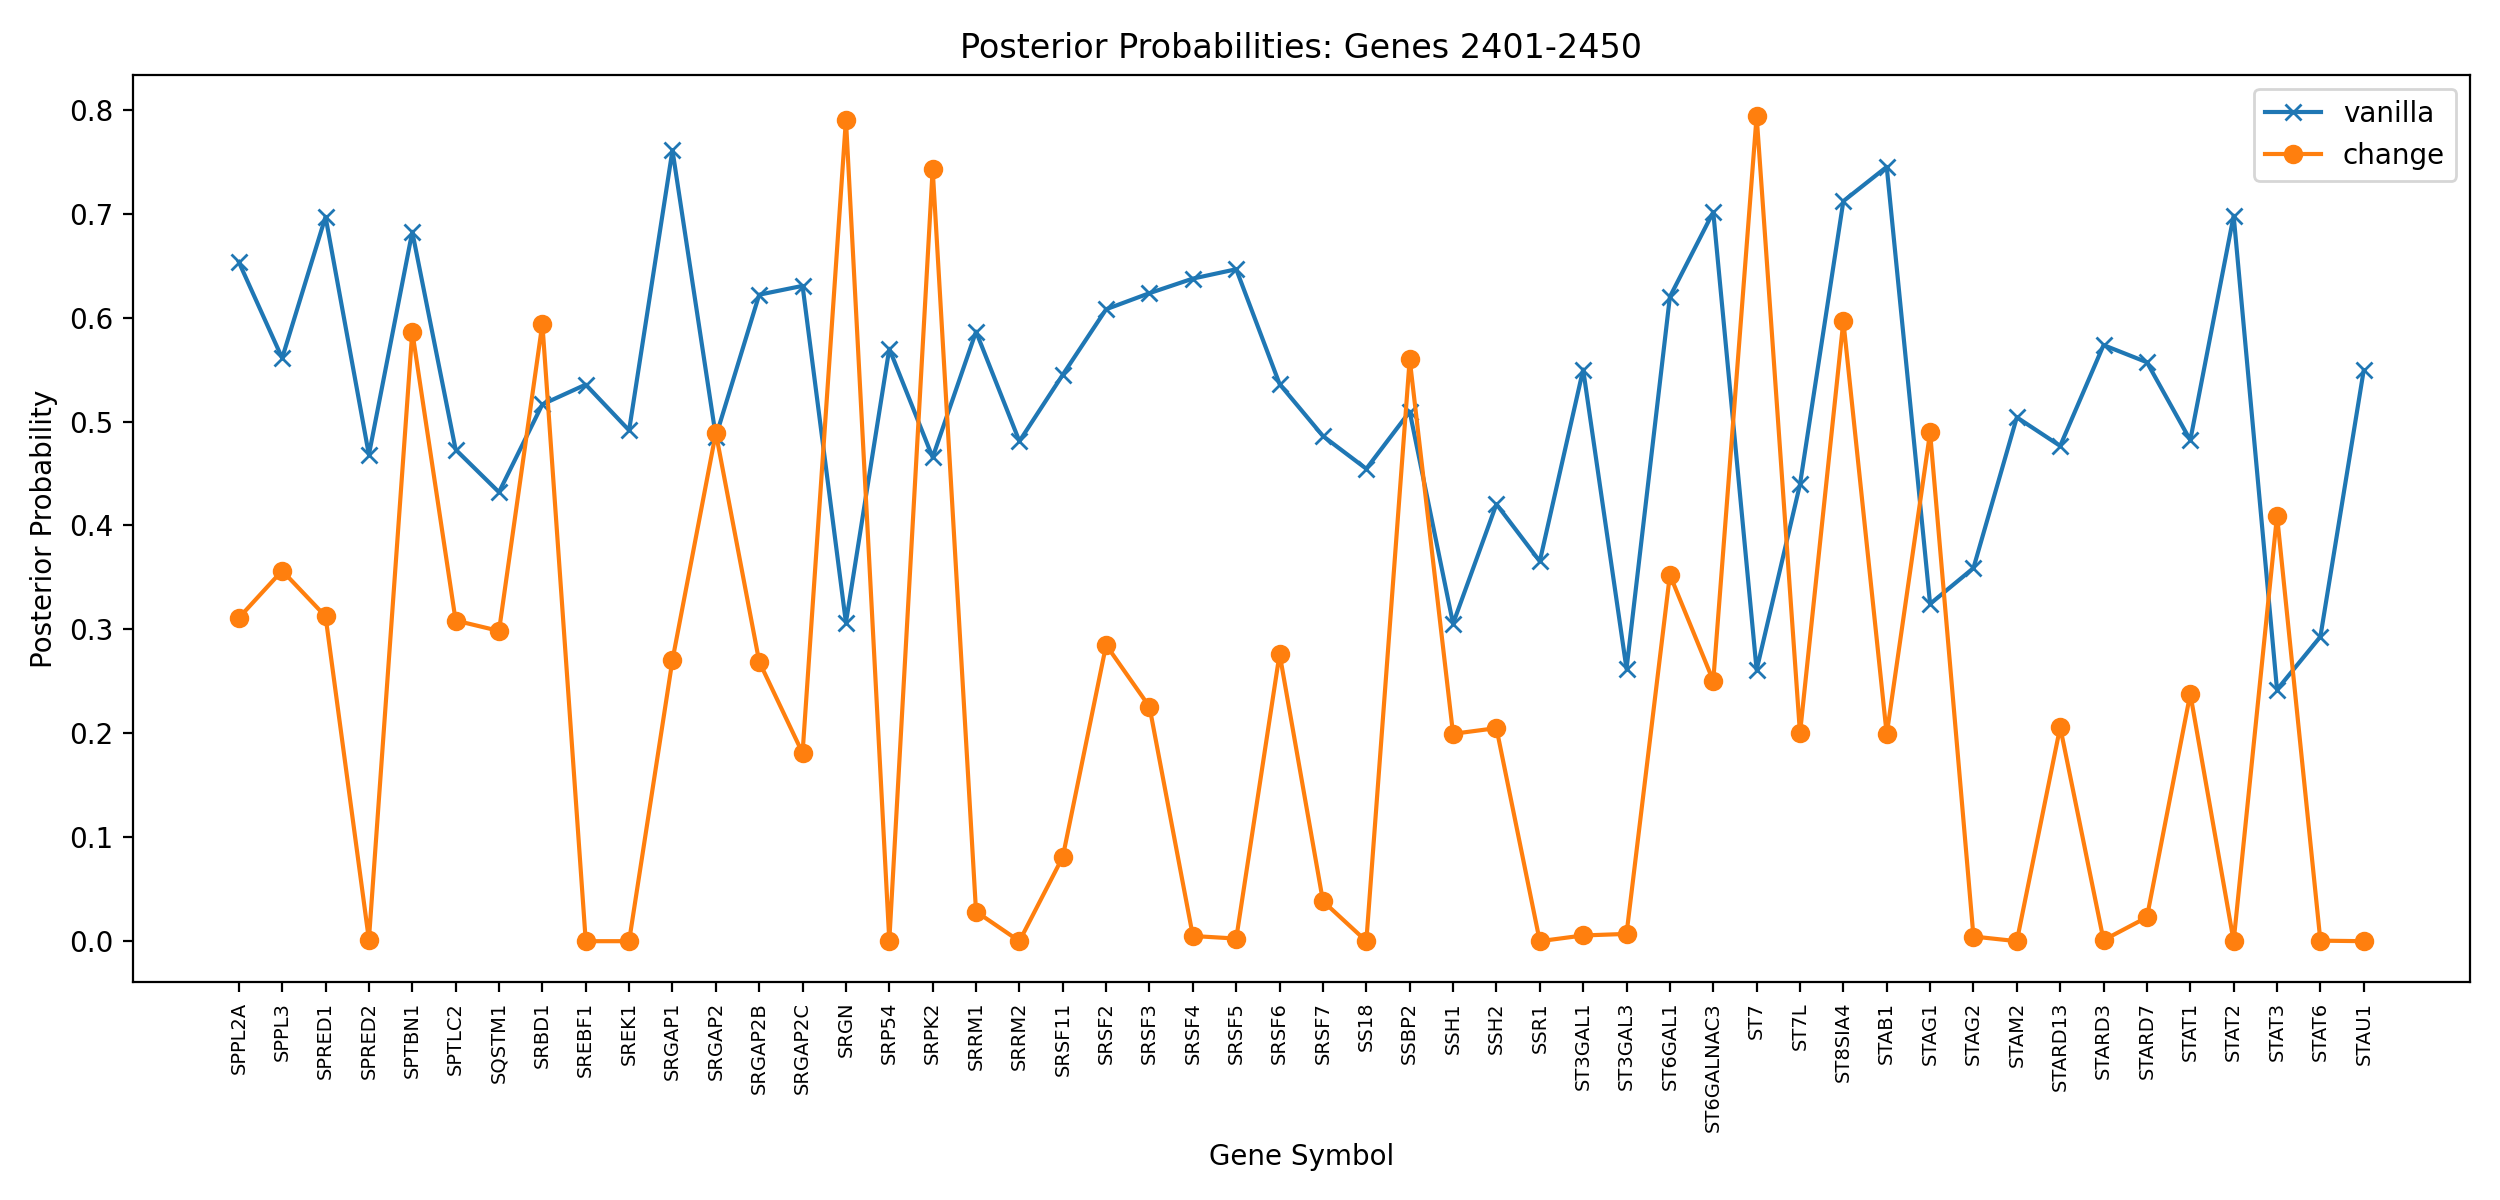 Posterior Probabilities: Genes 2401-2450
vanilla
change
Posterior Probability
0.8
0.7
0.6
0.5
0.4
0.3
0.2
0.1
0.0
SPPL2A
SPPL3
SPRED1
SPRED2
SPTBN1
SPTLC2
SQSTM1
SRBD1
SREBF1
SREK1
SRGAP1
SRGAP2
SRGAP2B
SRGAP2C
SRGN
SRP54
SRPK2
SRRM1
SRRM2
SRSF11
SRSF2
SRSF3
SRSF4
SRSF5
SRSF6
SRSF7
SS18
SSBP2
SSH1
SSH2
SSR1
ST3GAL1
ST3GAL3
ST6GAL1
ST6GALNAC3
ST7
ST7L
ST8SIA4
STAB1
STAG1
STAG2
STAM2
STARD13
STARD3
STARD7
STAT1
STAT2
STAT3
STAT6
STAU1
Gene Symbol